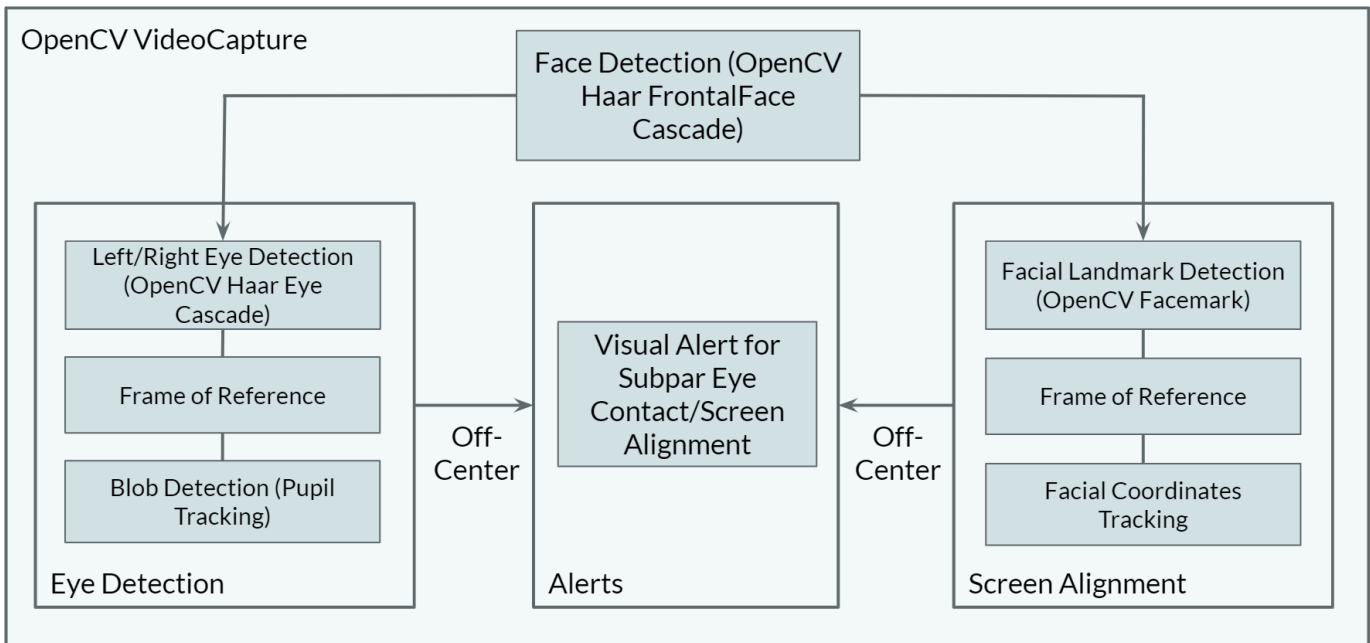 OpenCV VideoCapture
Face Detection (OpenCV
Haar FrontalFace
Cascade)
Left/Right Eye Detection
(OpenCV Haar Eye
Cascade)
Frame of Reference
Blob Detection (Pupil
Tracking)
Eye Detection
Off-
Center
Visual Alert for
Subpar Eye
Contact/Screen
Alignment
Alerts
Off-
Center
Facial Landmark Detection
(OpenCV Facemark)
Frame of Reference
Facial Coordinates
Tracking
Screen Alignment